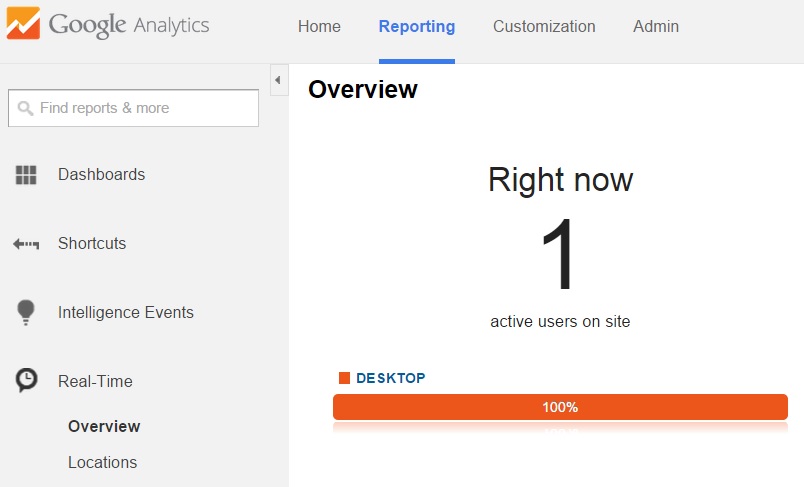 Google Analytics
Home Reporting Customization Admin
Find reports & more
Dashboards
Shortcuts
Intelligence Events
Real-Time
Overview
Locations
Overview
Right now
1
active users on site
DESKTOP
100%